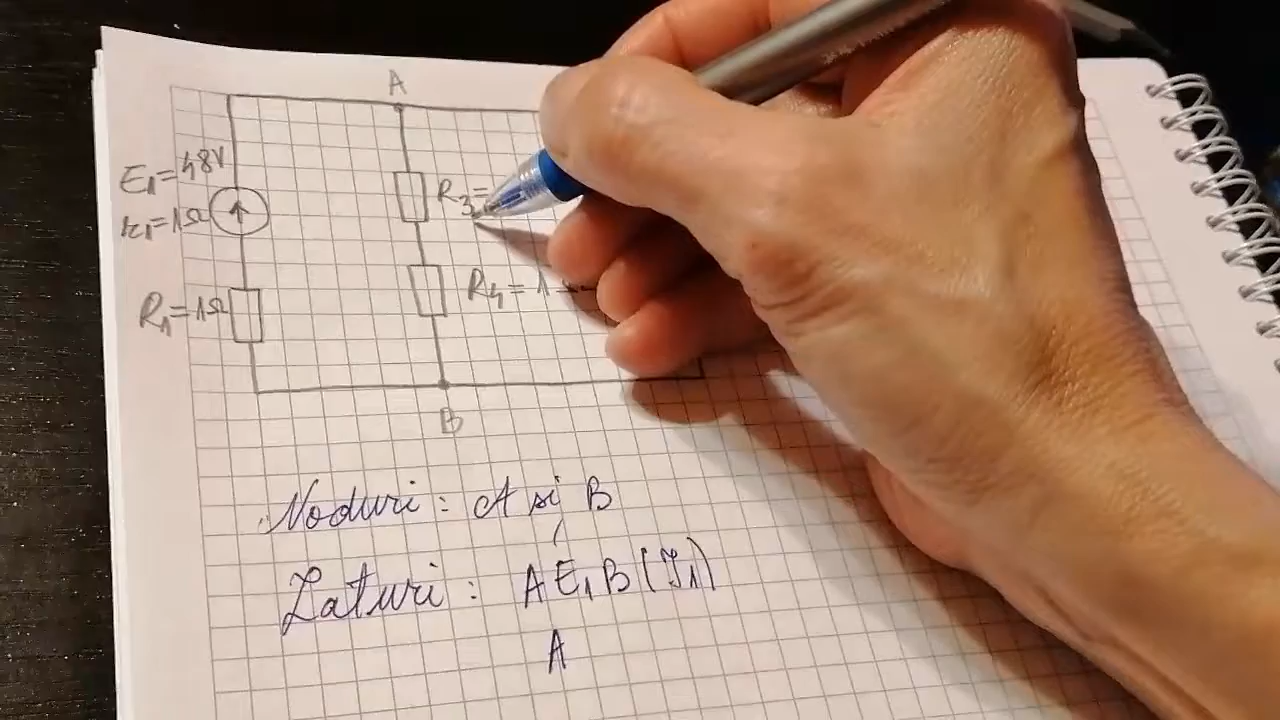 A
E1=48V
r1=1Ω
R3=
R1=1Ω
R4=1
B
Noduri: A și B
Laturi: AE1B(I1)
A